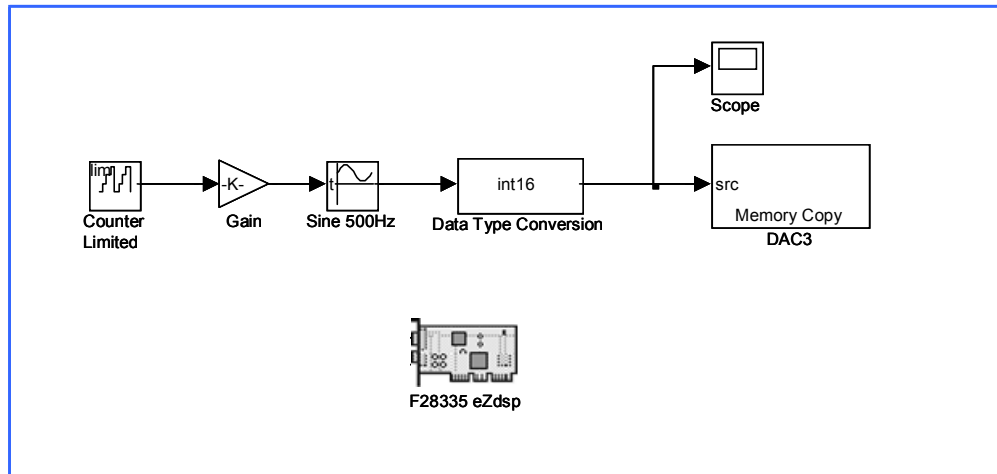 Scope
lim
-K-
t
int16
src
Memory Copy
Counter
Limited
Gain
Sine 500Hz
Data Type Conversion
DAC3
F28335 eZdsp